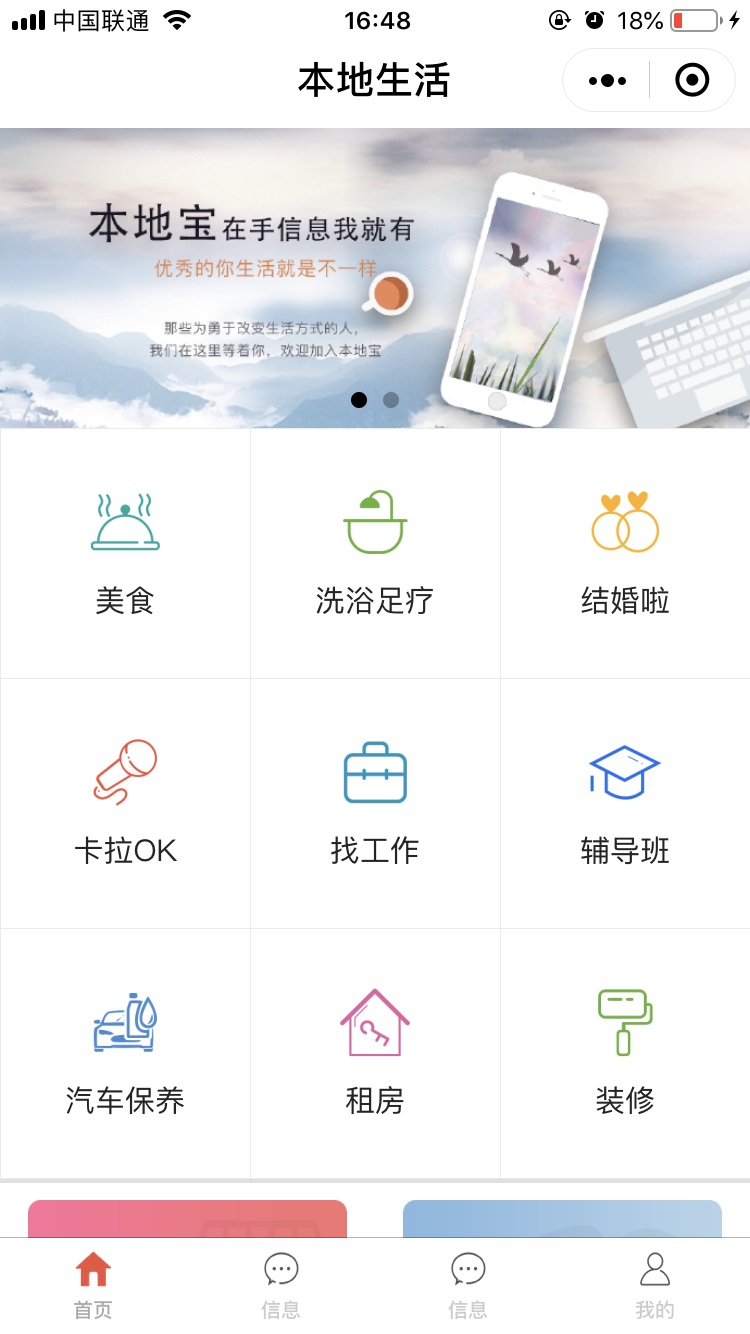 中国联通
16:48
18%
本地生活
本地宝在手信息我就有
优秀的你生活就是不一样
那些为勇于改变生活方式的人，
我们在这里等着你，欢迎加入本地宝
美食
洗浴足疗
结婚啦
卡拉OK
找工作
辅导班
汽车保养
租房
装修
首页
信息
信息
我的